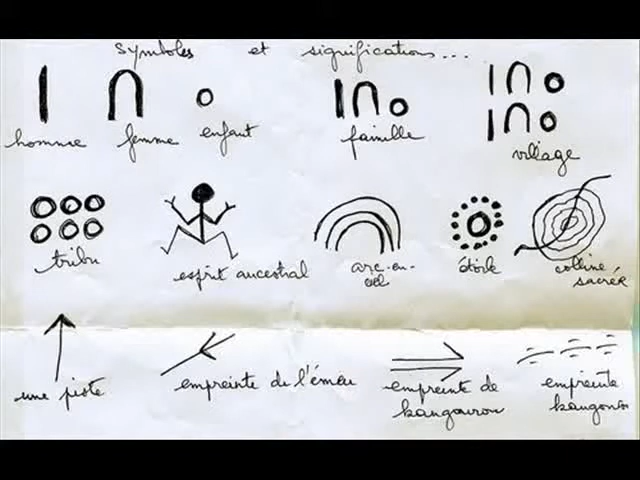 Symboles et significations...
homme femme enfant famille village
tribu esprit ancestral arc-en-ciel étoile colline sacrée
une piste empreinte de l'émeu empreinte de kangourou empreinte kangourou